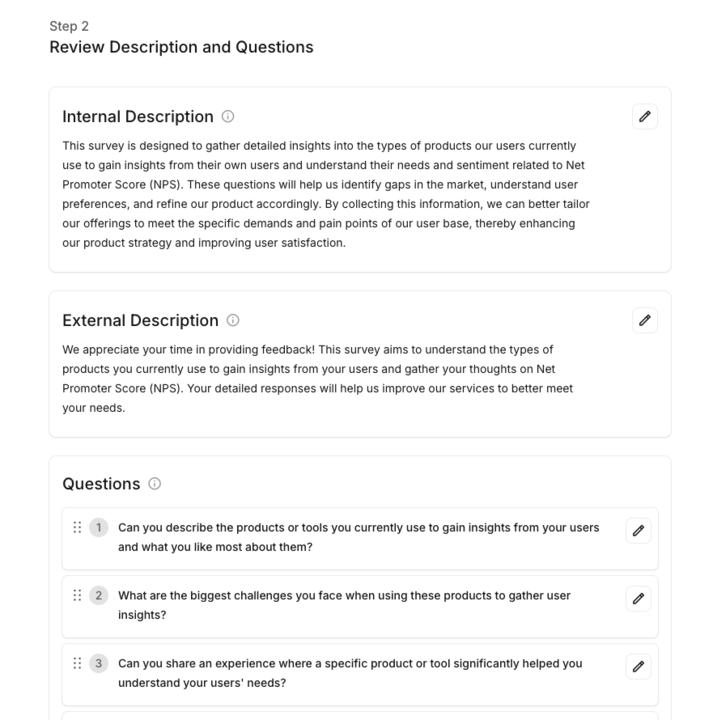 Step 2
Review Description and Questions
Internal Description
This survey is designed to gather detailed insights into the types of products our users currently
use to gain insights from their own users and understand their needs and sentiment related to Net
Promoter Score (NPS). These questions will help us identify gaps in the market, understand user
preferences, and refine our product accordingly. By collecting this information, we can better tailor
our offerings to meet the specific demands and pain points of our user base, thereby enhancing
our product strategy and improving user satisfaction.
External Description
We appreciate your time in providing feedback! This survey aims to understand the types of
products you currently use to gain insights from your users and gather your thoughts on Net
Promoter Score (NPS). Your detailed responses will help us improve our services to better meet
your needs.
Questions
1 Can you describe the products or tools you currently use to gain insights from your users
and what you like most about them?
2 What are the biggest challenges you face when using these products to gather user
insights?
3 Can you share an experience where a specific product or tool significantly helped you
understand your users' needs?